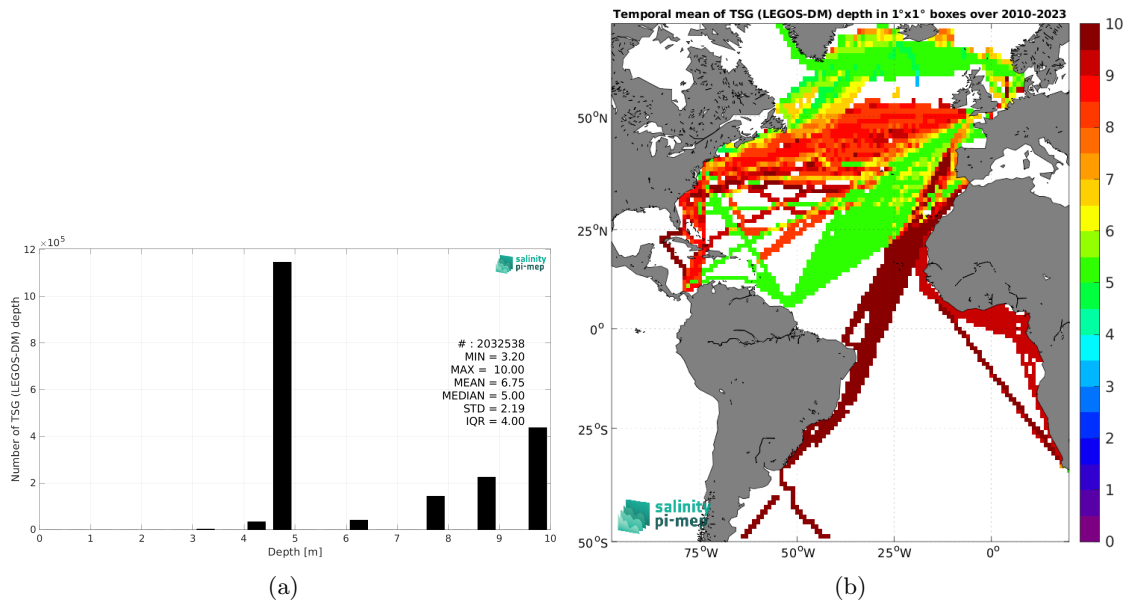 ×10⁵
12
10
8
6
4
2
0
Number of TSG (LEGOS-DM) depth
salinity
pi-mep
# : 2032538
MIN = 3.20
MAX = 10.00
MEAN = 6.75
MEDIAN = 5.00
STD = 2.19
IQR = 4.00
0 1 2 3 4 5 6 7 8 9 10
Depth [m]
(a)
Temporal mean of TSG (LEGOS-DM) depth in 1°x1° boxes over 2010-2023
50°N
25°N
0°
25°S
50°S
salinity
pi-mep
75°W 50°W 25°W 0°
10
9
8
7
6
5
4
3
2
1
0
(b)